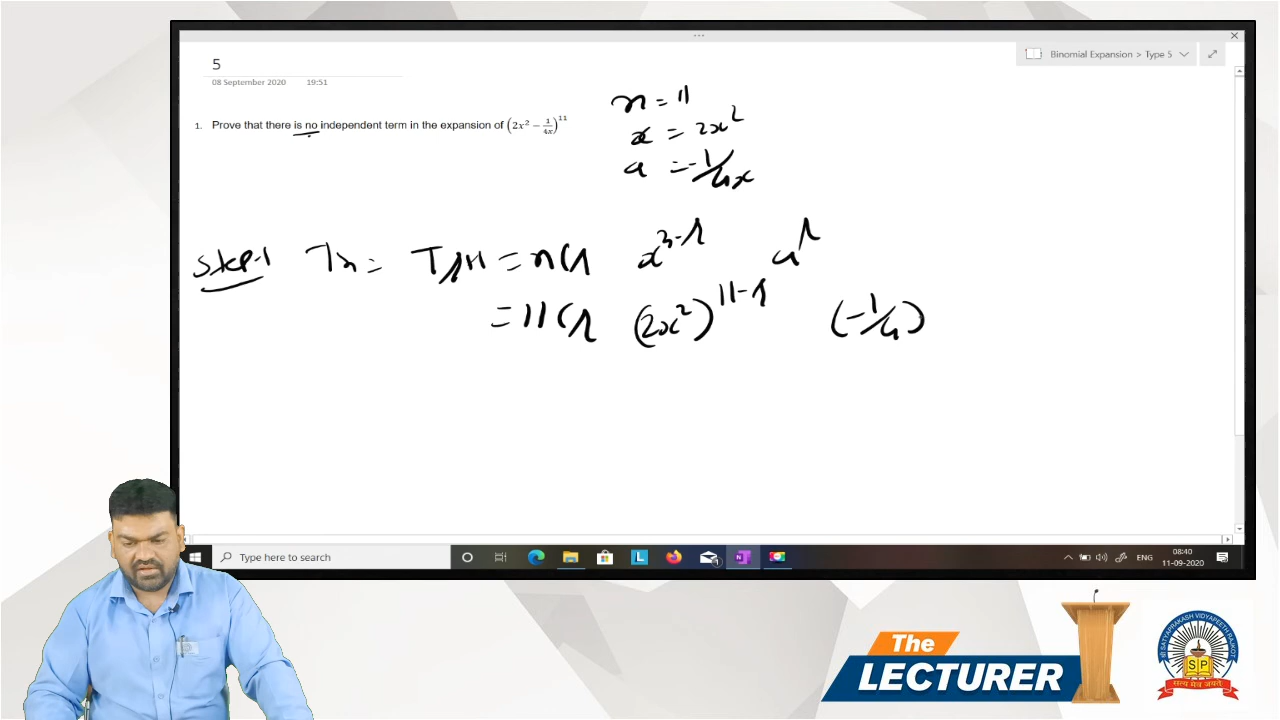 5
08 September 2020 19:51
Binomial Expansion > Type 5
1. Prove that there is no independent term in the expansion of (2x² − 1/4x)¹¹
n = 11
x = 2x²
a = -1/4x
Step-1 Tn = Tr+1 = nCr x^n-r a^r
= 11Cr (2x²)^11-r (-1/4)
Type here to search
ENG
08:40
11-09-2020
The
LECTURER
SP